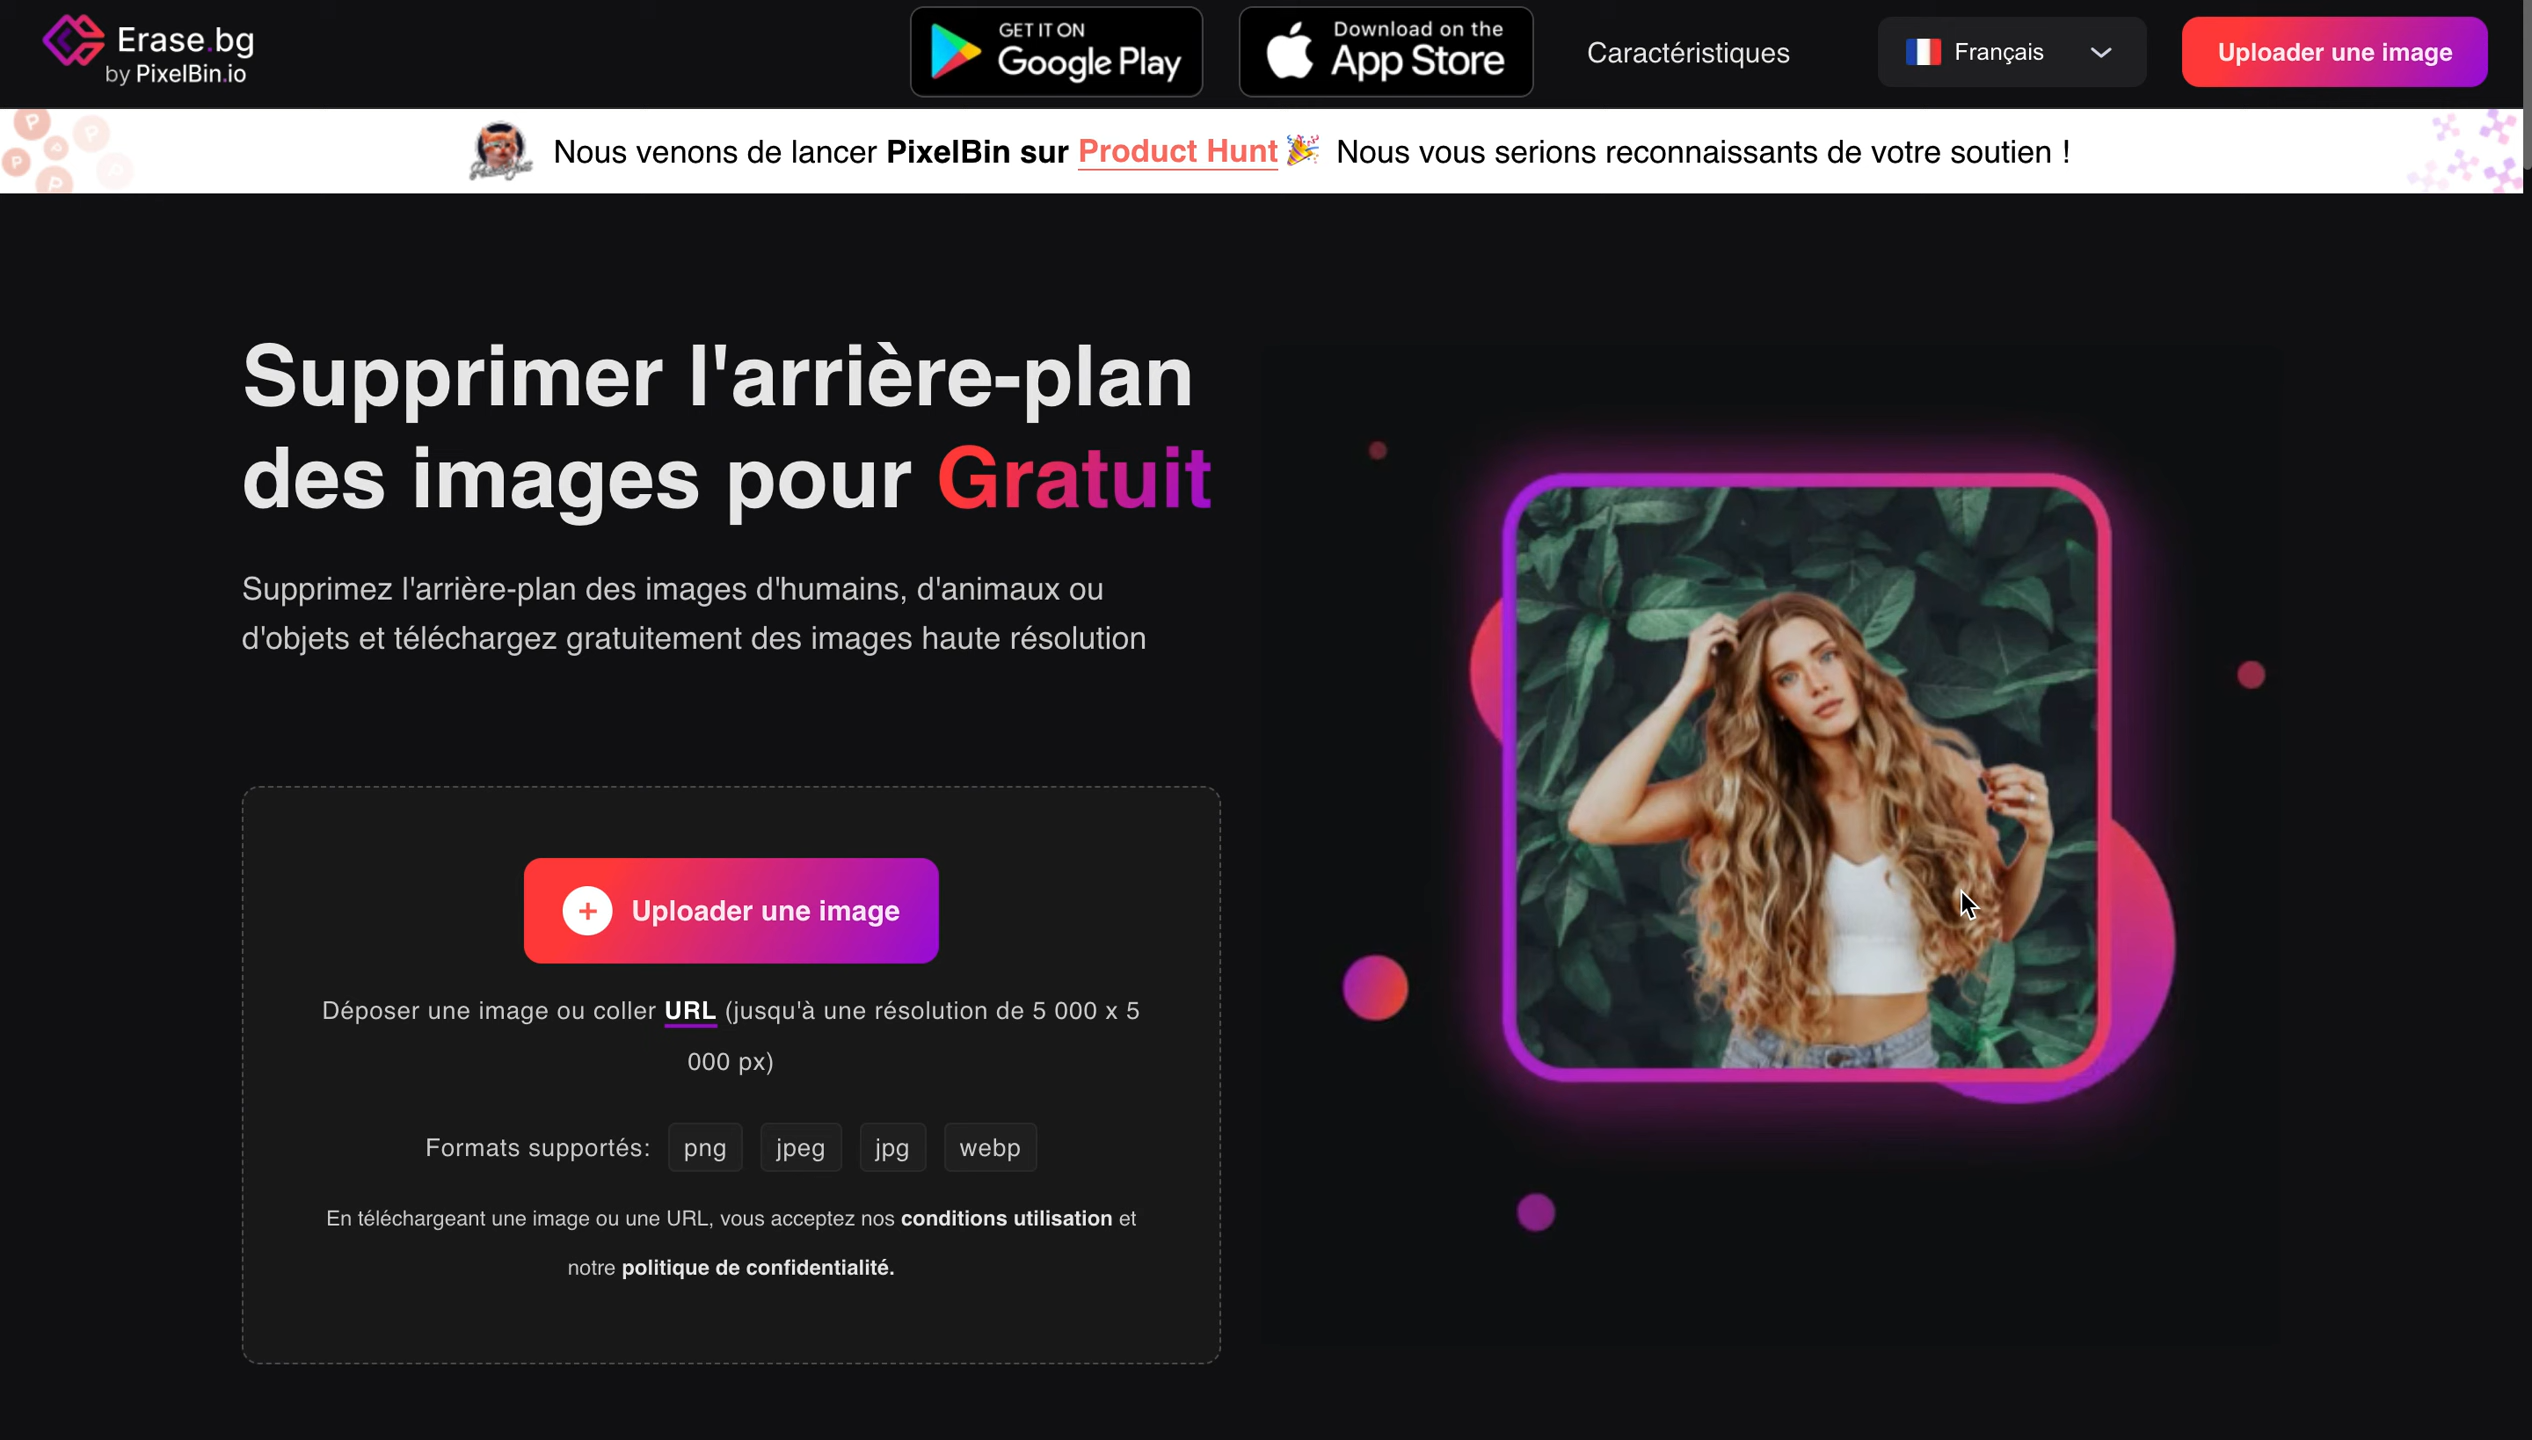 Erase.bg
by PixelBin.io
GET IT ON
Google Play
Download on the
App Store
Caractéristiques
Français
Uploader une image
Nous venons de lancer PixelBin sur Product Hunt 🎉 Nous vous serions reconnaissants de votre soutien !
Supprimer l'arrière-plan
des images pour Gratuit
Supprimez l'arrière-plan des images d'humains, d'animaux ou
d'objets et téléchargez gratuitement des images haute résolution
Uploader une image
Déposer une image ou coller URL (jusqu'à une résolution de 5 000 x 5
000 px)
Formats supportés: png jpeg jpg webp
En téléchargeant une image ou une URL, vous acceptez nos conditions utilisation et
notre politique de confidentialité.